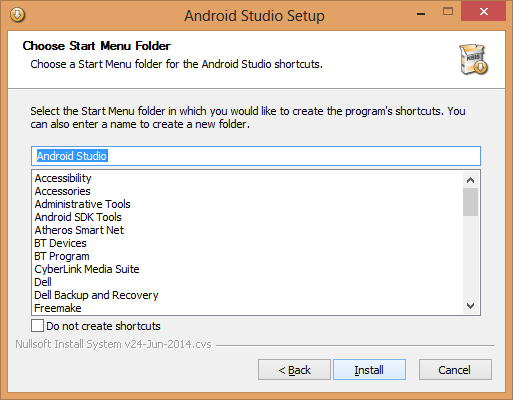 Android Studio Setup
Choose Start Menu Folder
Choose a Start Menu folder for the Android Studio shortcuts.
NSIS
Select the Start Menu folder in which you would like to create the program's shortcuts. You
can also enter a name to create a new folder.
Android Studio
Accessibility
Accessories
Administrative Tools
Android SDK Tools
Atheros Smart Net
BT Devices
BT Program
CyberLink Media Suite
Dell
Dell Backup and Recovery
Freemake
Do not create shortcuts
Nullsoft Install System v24-Jun-2014.cvs
< Back
Install
Cancel